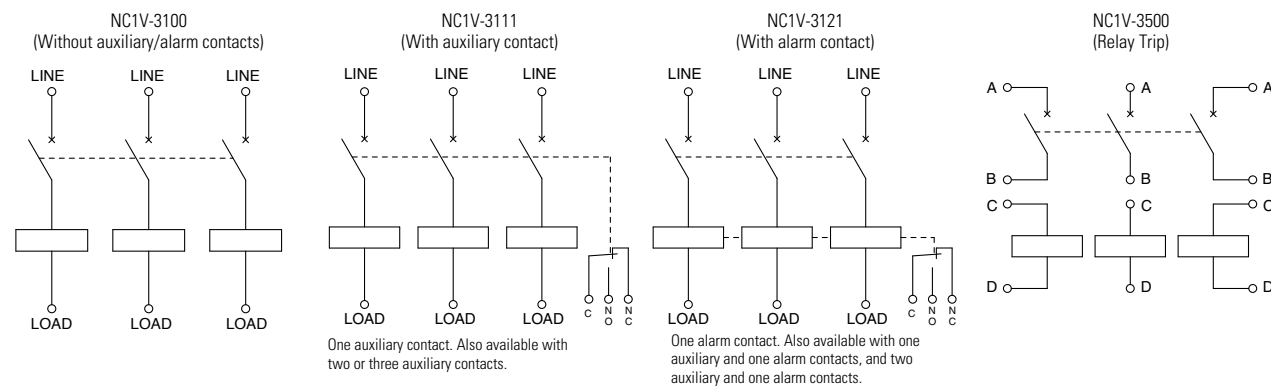 NC1V-3100
(Without auxiliary/alarm contacts)
LINE LINE LINE
LOAD LOAD LOAD
NC1V-3111
(With auxiliary contact)
LINE LINE LINE
LOAD LOAD LOAD
C NO NC
One auxiliary contact. Also available with
two or three auxiliary contacts.
NC1V-3121
(With alarm contact)
LINE LINE LINE
LOAD LOAD LOAD
C NO NC
One alarm contact. Also available with one
auxiliary and one alarm contacts, and two
auxiliary and one alarm contacts.
NC1V-3500
(Relay Trip)
A A A
B B B
C C C
D D D